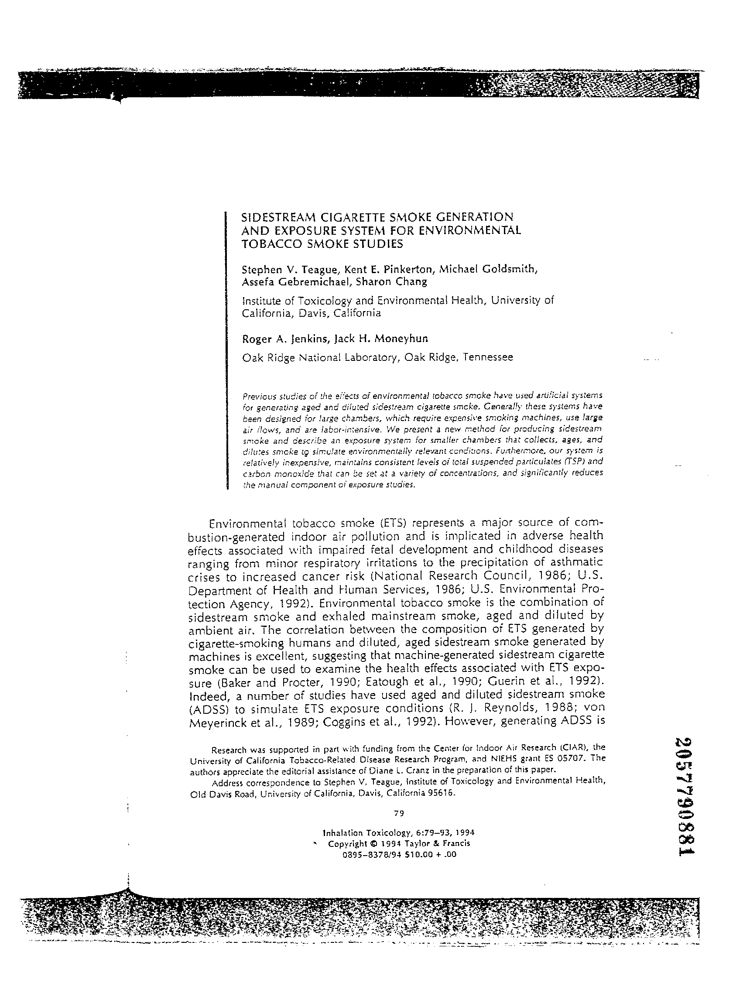 SIDESTREAM CIGARETTE SMOKE GENERATION
AND EXPOSURE SYSTEM FOR ENVIRONMENTAL
TOBACCO SMOKE STUDIES
Stephen V. Teague, Kent E. Pinkerton, Michael Goldsmith,
Assefa Gebremichael, Sharon Chang
Institute of Toxicology and Environmental Health, University of
California, Davis, California
Roger A. Jenkins, Jack H. Moneyhun
Oak Ridge National Laboratory, Oak Ridge, Tennessee
Previous studies of the effects of environmental tobacco smoke have used artificial systems
for generating aged and diluted sidestream cigarette smoke. Generally these systems have
been designed for large chambers, which require expensive smoking machines, use large
air flows, and are labor-intensive. We present a new method for producing sidestream
smoke and describe an exposure system for smaller chambers that collects, ages, and
dilutes smoke to simulate environmentally relevant conditions. Furthermore, our system is
relatively inexpensive, maintains consistent levels of total suspended particulates (TSP) and
carbon monoxide that can be set at a variety of concentrations, and significantly reduces
the manual component of exposure studies.
Environmental tobacco smoke (ETS) represents a major source of com-
bustion-generated indoor air pollution and is implicated in adverse health
effects associated with impaired fetal development and childhood diseases
ranging from minor respiratory irritations to the precipitation of asthmatic
crises to increased cancer risk (National Research Council, 1986; U.S.
Department of Health and Human Services, 1986; U.S. Environmental Pro-
tection Agency, 1992). Environmental tobacco smoke is the combination of
sidestream smoke and exhaled mainstream smoke, aged and diluted by
ambient air. The correlation between the composition of ETS generated by
cigarette-smoking humans and diluted, aged sidestream smoke generated by
machines is excellent, suggesting that machine-generated sidestream cigarette
smoke can be used to examine the health effects associated with ETS expo-
sure (Baker and Procter, 1990; Eatough et al., 1990; Guerin et al., 1992).
Indeed, a number of studies have used aged and diluted sidestream smoke
(ADSS) to simulate ETS exposure conditions (R. J. Reynolds, 1988; von
Meyerinck et al., 1989; Coggins et al., 1992). However, generating ADSS is
Research was supported in part with funding from the Center for Indoor Air Research (CIAR), the
University of California Tobacco-Related Disease Research Program, and NIEHS grant ES 05707. The
authors appreciate the editorial assistance of Diane L. Cranz in the preparation of this paper.
Address correspondence to Stephen V. Teague, Institute of Toxicology and Environmental Health,
Old Davis Road, University of California, Davis, California 95616.
79
Inhalation Toxicology, 6:79–93, 1994
Copyright © 1994 Taylor & Francis
0895–8378/94 $10.00 + .00
2057790881